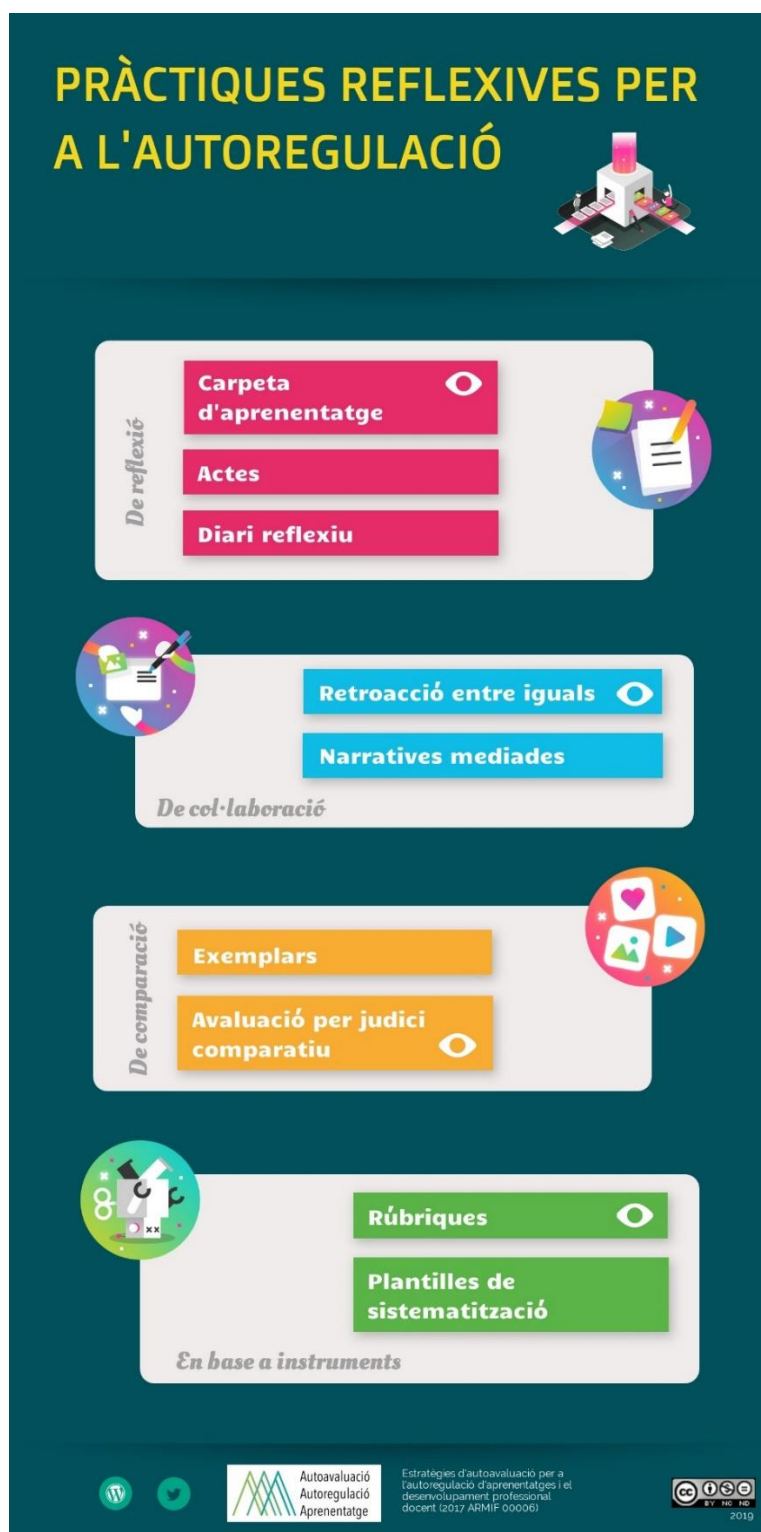 PRÀCTIQUES REFLEXIVES PER
A L'AUTOREGULACIÓ
De reflexió
Carpeta
d'aprenentatge
Actes
Diari reflexiu
Retroacció entre iguals
Narratives mediades
De col·laboració
De comparació
Exemplars
Avaluació per judici
comparatiu
Rúbriques
Plantilles de
sistematització
En base a instruments
Autoavaluació
Autoregulació
Aprenentatge
Estratègies d'autoavaluació per a
l'autoregulació d'aprenentatges i el
desenvolupament professional
docent (2017 ARMIF 00006)
cc
BY NC ND
2019